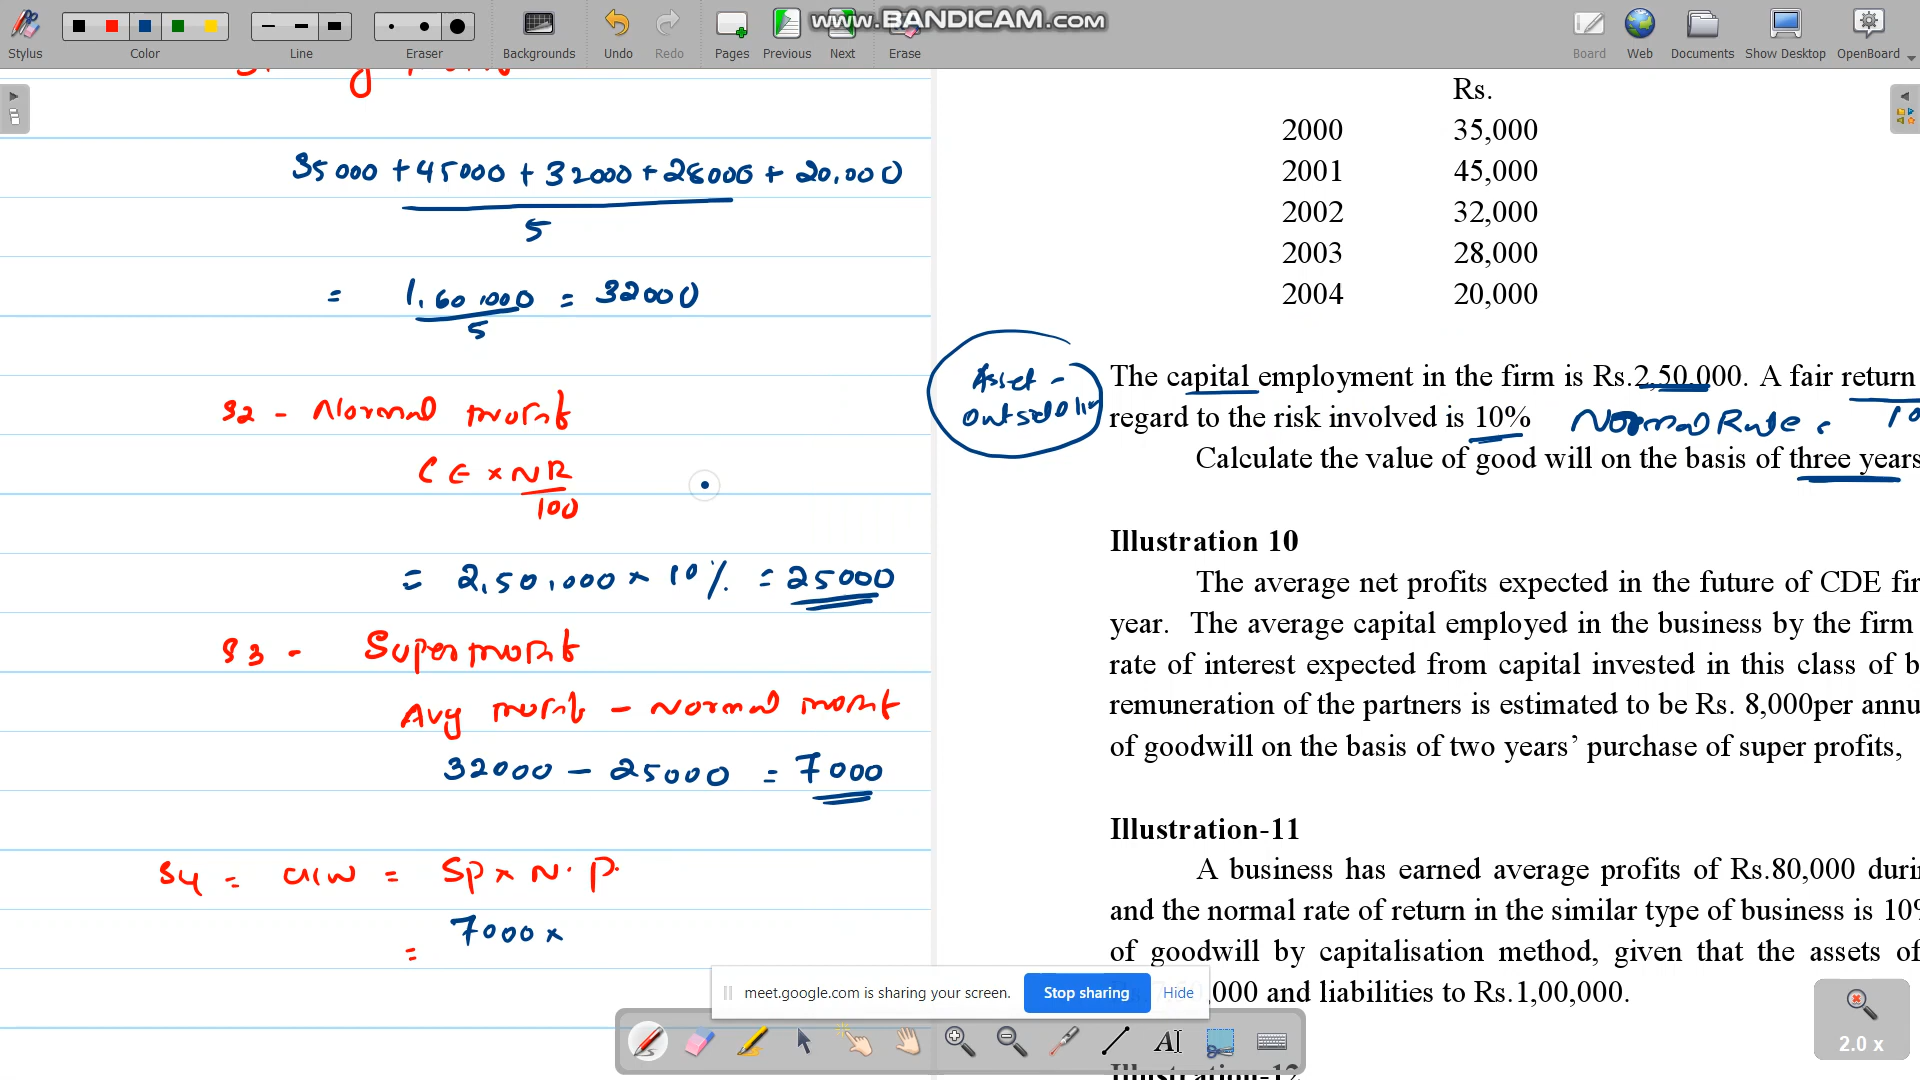 www.BANDICAM.com
Stylus Color Line Eraser Backgrounds Undo Redo Pages Previous Next Erase Board Web Documents Show Desktop OpenBoard
35000 + 45000 + 32000 + 28000 + 20,000
5
= 1,60,000 = 32000
5
S2 - Normal profit
CE × NR
100
= 2,50,000 × 10% = 25000
S3 - Super profit
Avg profit - Normal profit
32000 - 25000 = 7000
S4 = G/W = SP × N.P.
= 7000 ×
Rs.
2000 35,000
2001 45,000
2002 32,000
2003 28,000
2004 20,000
Asset -
The capital employment in the firm is Rs.2,50,000. A fair return
regard to the risk involved is 10% Normal Rate = 10
Calculate the value of good will on the basis of three years
Illustration 10
The average net profits expected in the future of CDE fir
year. The average capital employed in the business by the firm
rate of interest expected from capital invested in this class of b
remuneration of the partners is estimated to be Rs. 8,000per annu
of goodwill on the basis of two years’ purchase of super profits,
Illustration-11
A business has earned average profits of Rs.80,000 duri
and the normal rate of return in the similar type of business is 10%
of goodwill by capitalisation method, given that the assets of
,000 and liabilities to Rs.1,00,000.
meet.google.com is sharing your screen. Stop sharing Hide
2.0 x
Illustration-12